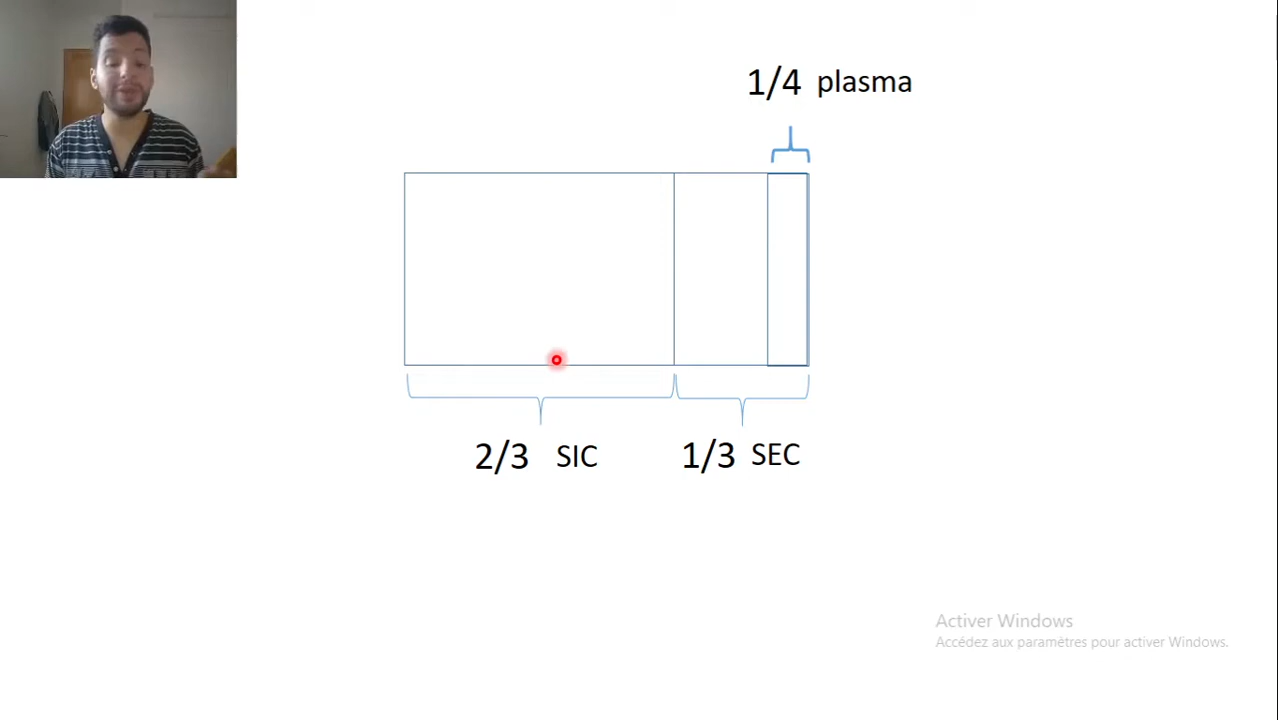 1/4 plasma
2/3 SIC 1/3 SEC
Activer Windows
Accédez aux paramètres pour activer Windows.